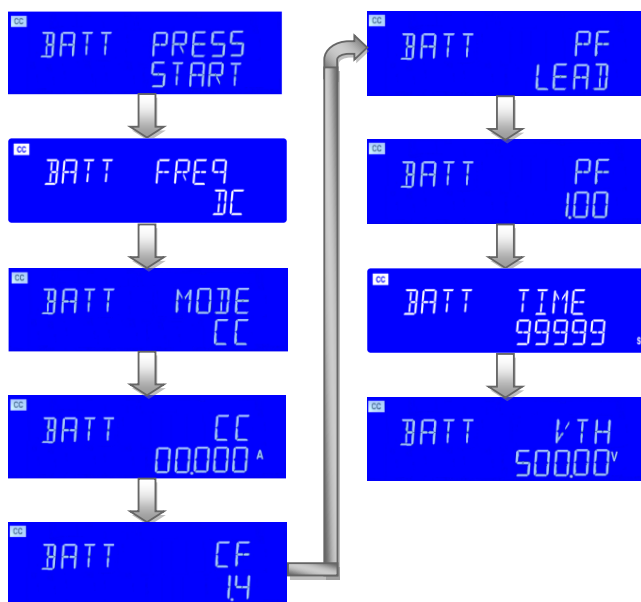 CC
BATT PRESS
START
CC
BATT FREQ
DC
CC
BATT MODE
CC
CC
BATT CC
00.000 A
CC
BATT CF
1.4
CC
BATT PF
LEAD
CC
BATT PF
1.00
CC
BATT TIME
99999 S
CC
BATT VTH
500.00 V